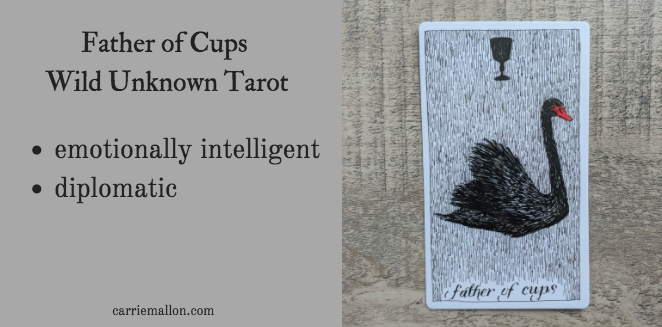 Father of Cups
Wild Unknown Tarot
emotionally intelligent
diplomatic
carriemallon.com
father of cups